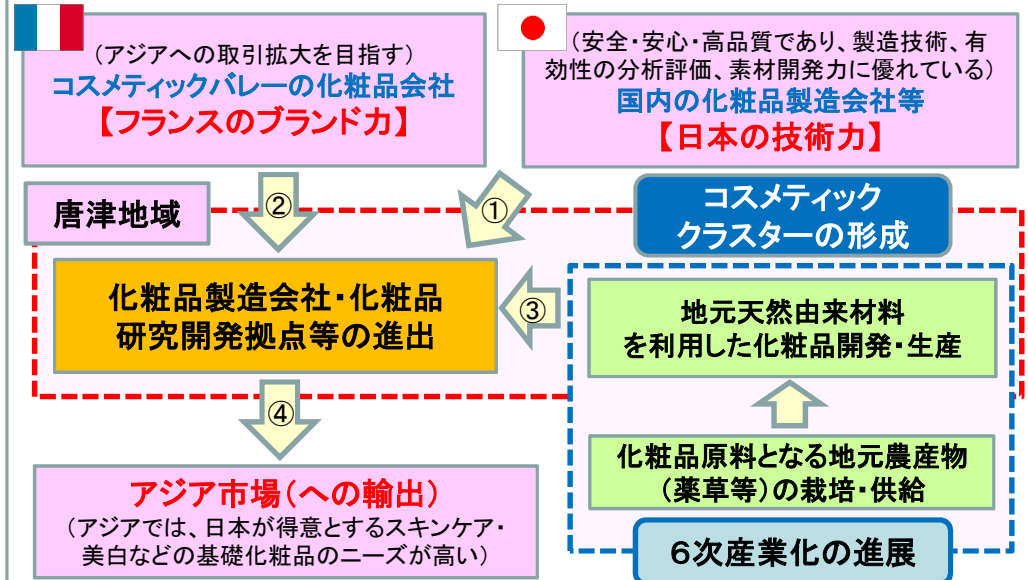 （アジアへの取引拡大を目指す）
コスメティックバレーの化粧品会社
【フランスのブランド力】
（安全・安心・高品質であり、製造技術、有
効性の分析評価、素材開発力に優れている）
国内の化粧品製造会社等
【日本の技術力】
唐津地域
②
①
コスメティック
クラスターの形成
化粧品製造会社・化粧品
研究開発拠点等の進出
③
地元天然由来材料
を利用した化粧品開発・生産
④
化粧品原料となる地元農産物
（薬草等）の栽培・供給
アジア市場（への輸出）
（アジアでは、日本が得意とするスキンケア・
美白などの基礎化粧品のニーズが高い）
６次産業化の進展